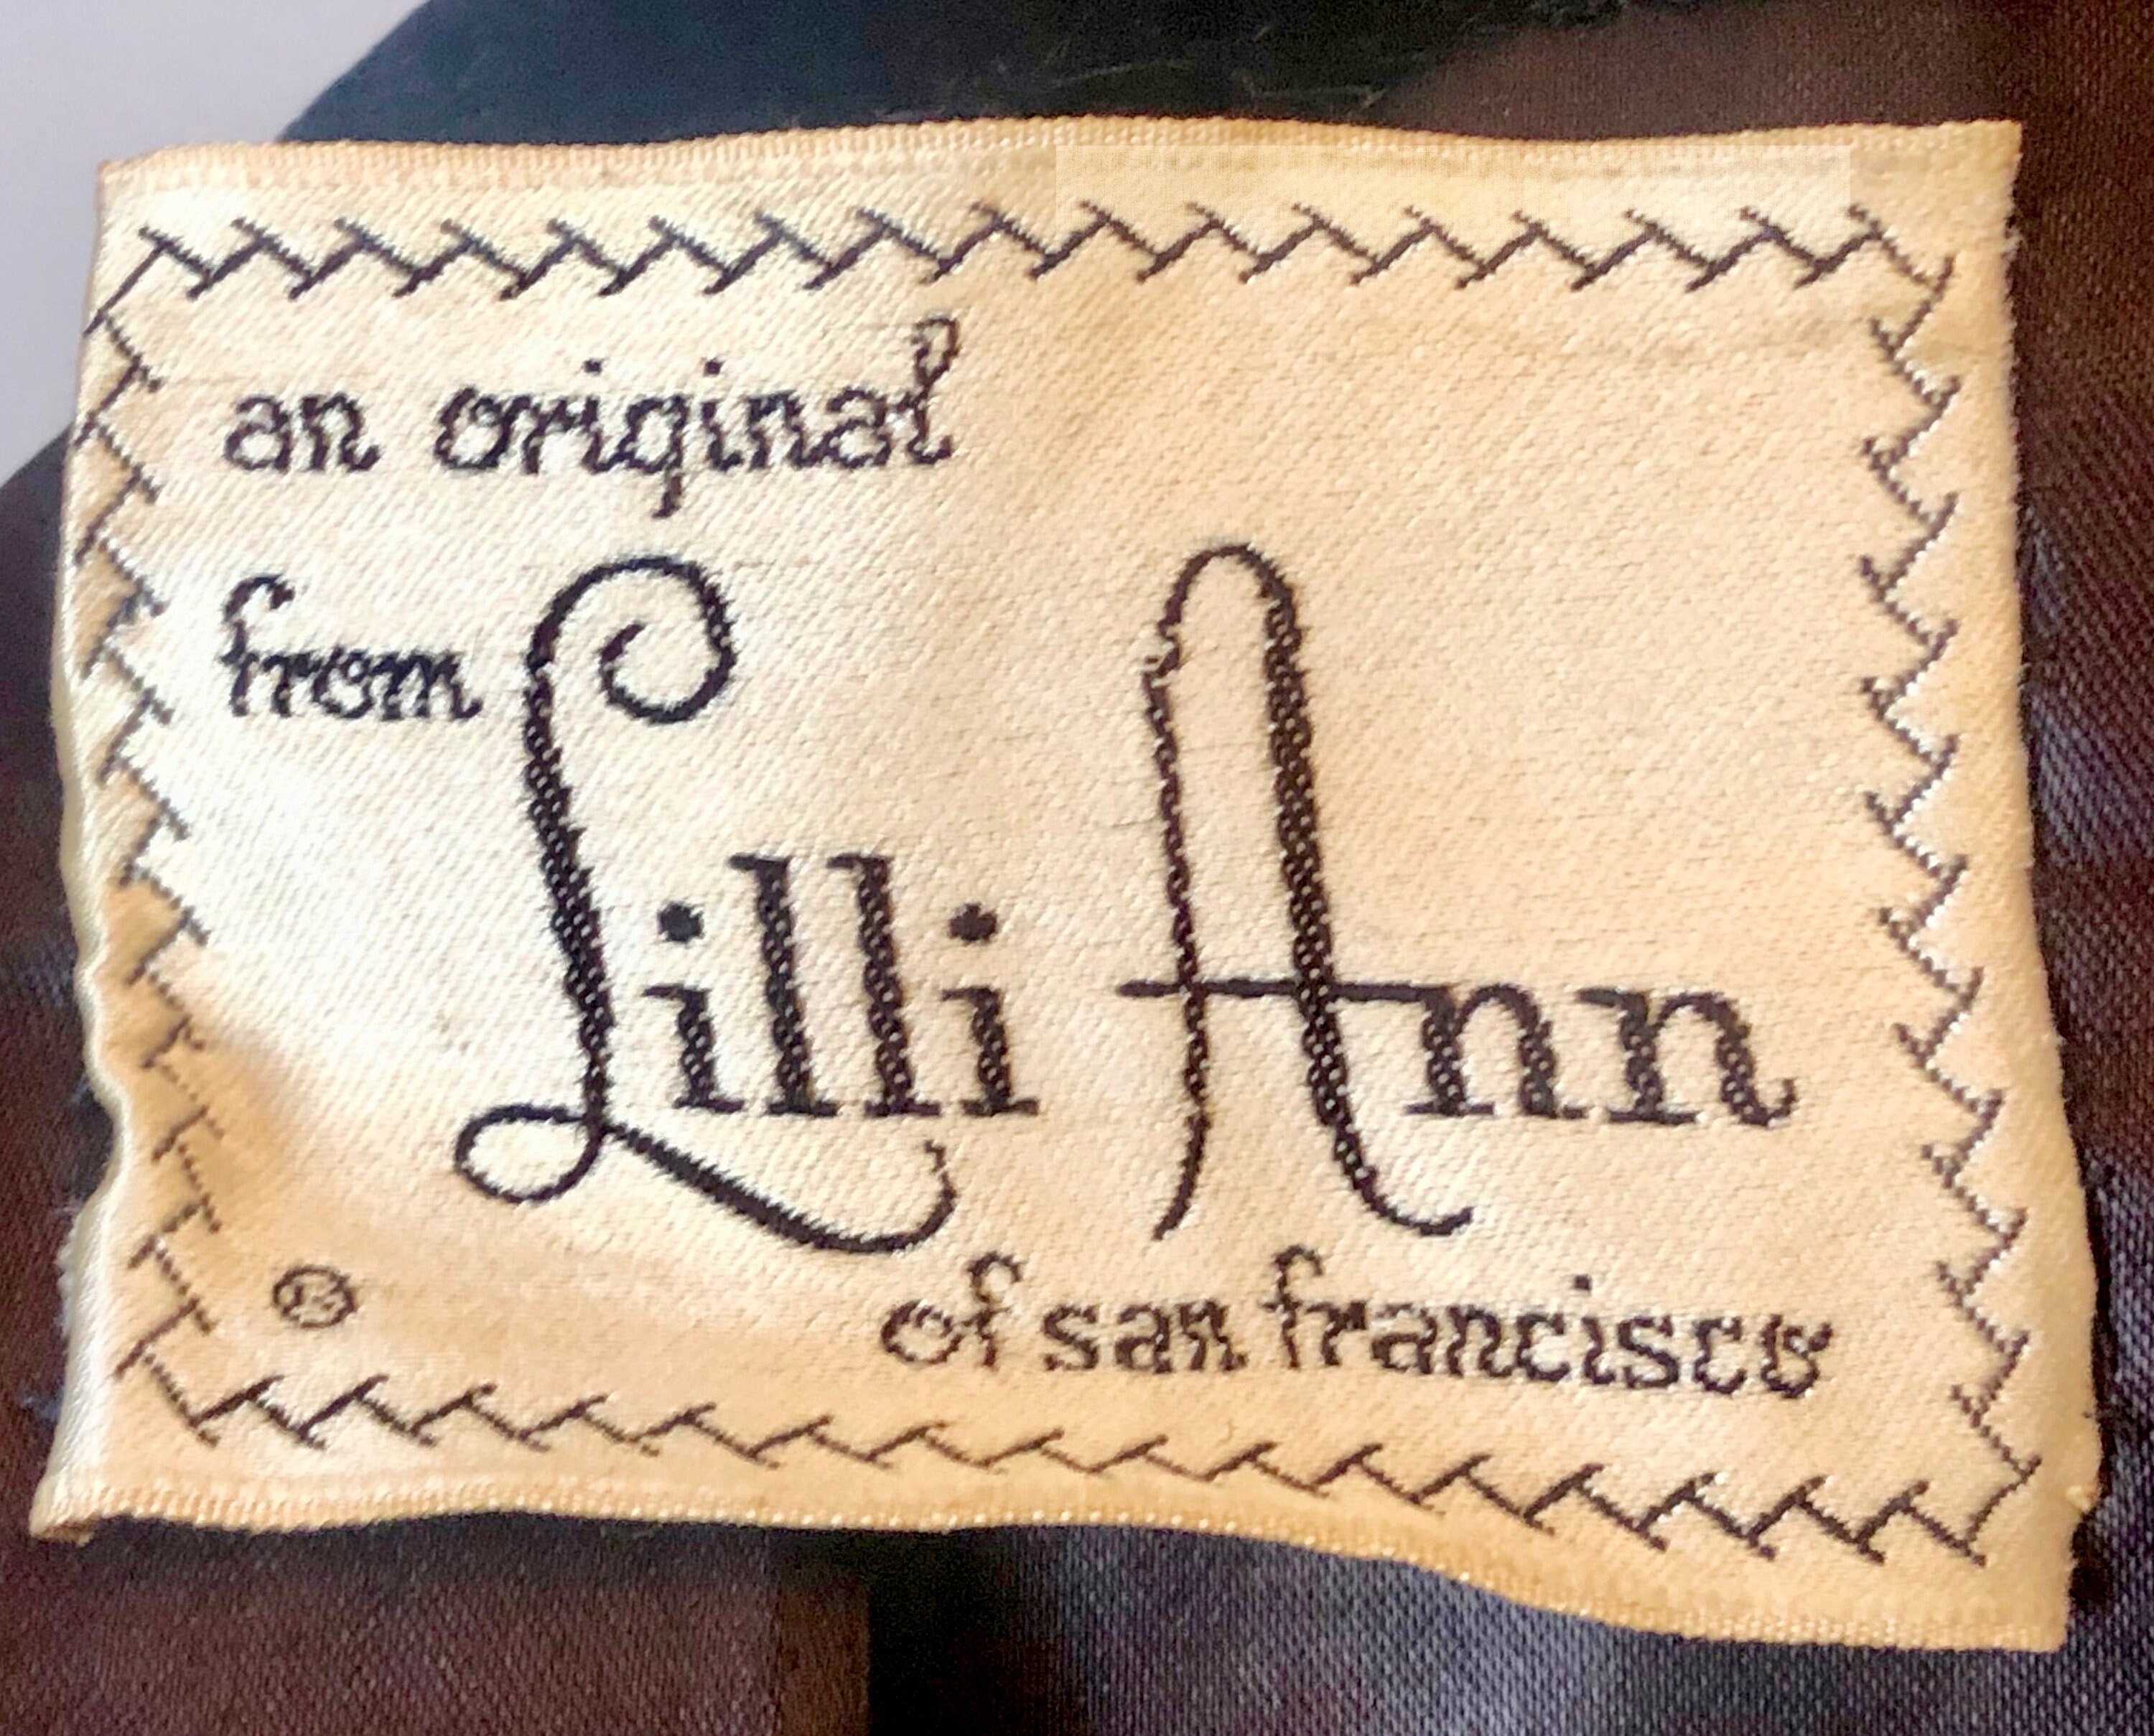 an original
from Lilli Ann
® of san francisco